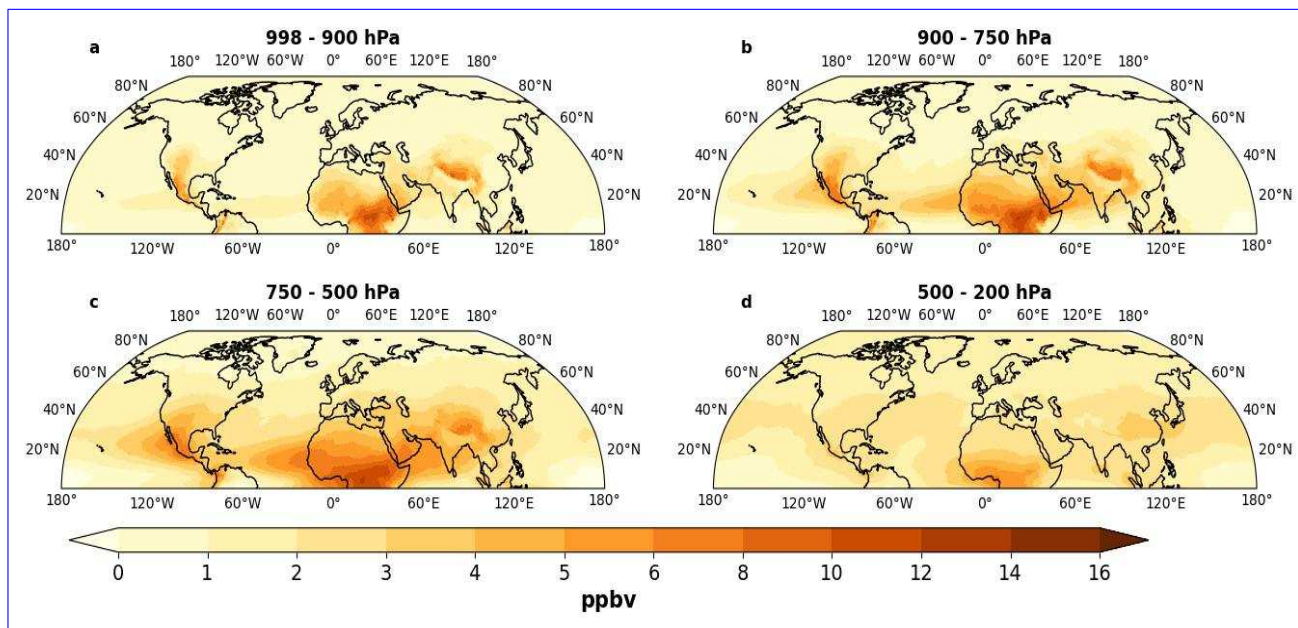 998 - 900 hPa
900 - 750 hPa
a
b
180° 120°W 60°W 0° 60°E 120°E 180°
180° 120°W 60°W 0° 60°E 120°E 180°
80°N 80°N
80°N 80°N
60°N 60°N
60°N 60°N
40°N 40°N
40°N 40°N
20°N 20°N
20°N 20°N
180° 120°W 60°W 0° 60°E 120°E 180°
180° 120°W 60°W 0° 60°E 120°E 180°
750 - 500 hPa
500 - 200 hPa
c
d
180° 120°W 60°W 0° 60°E 120°E 180°
180° 120°W 60°W 0° 60°E 120°E 180°
80°N 80°N
80°N 80°N
60°N 60°N
60°N 60°N
40°N 40°N
40°N 40°N
20°N 20°N
20°N 20°N
180° 120°W 60°W 0° 60°E 120°E 180°
180° 120°W 60°W 0° 60°E 120°E 180°
0 1 2 3 4 5 6 8 10 12 14 16
ppbv